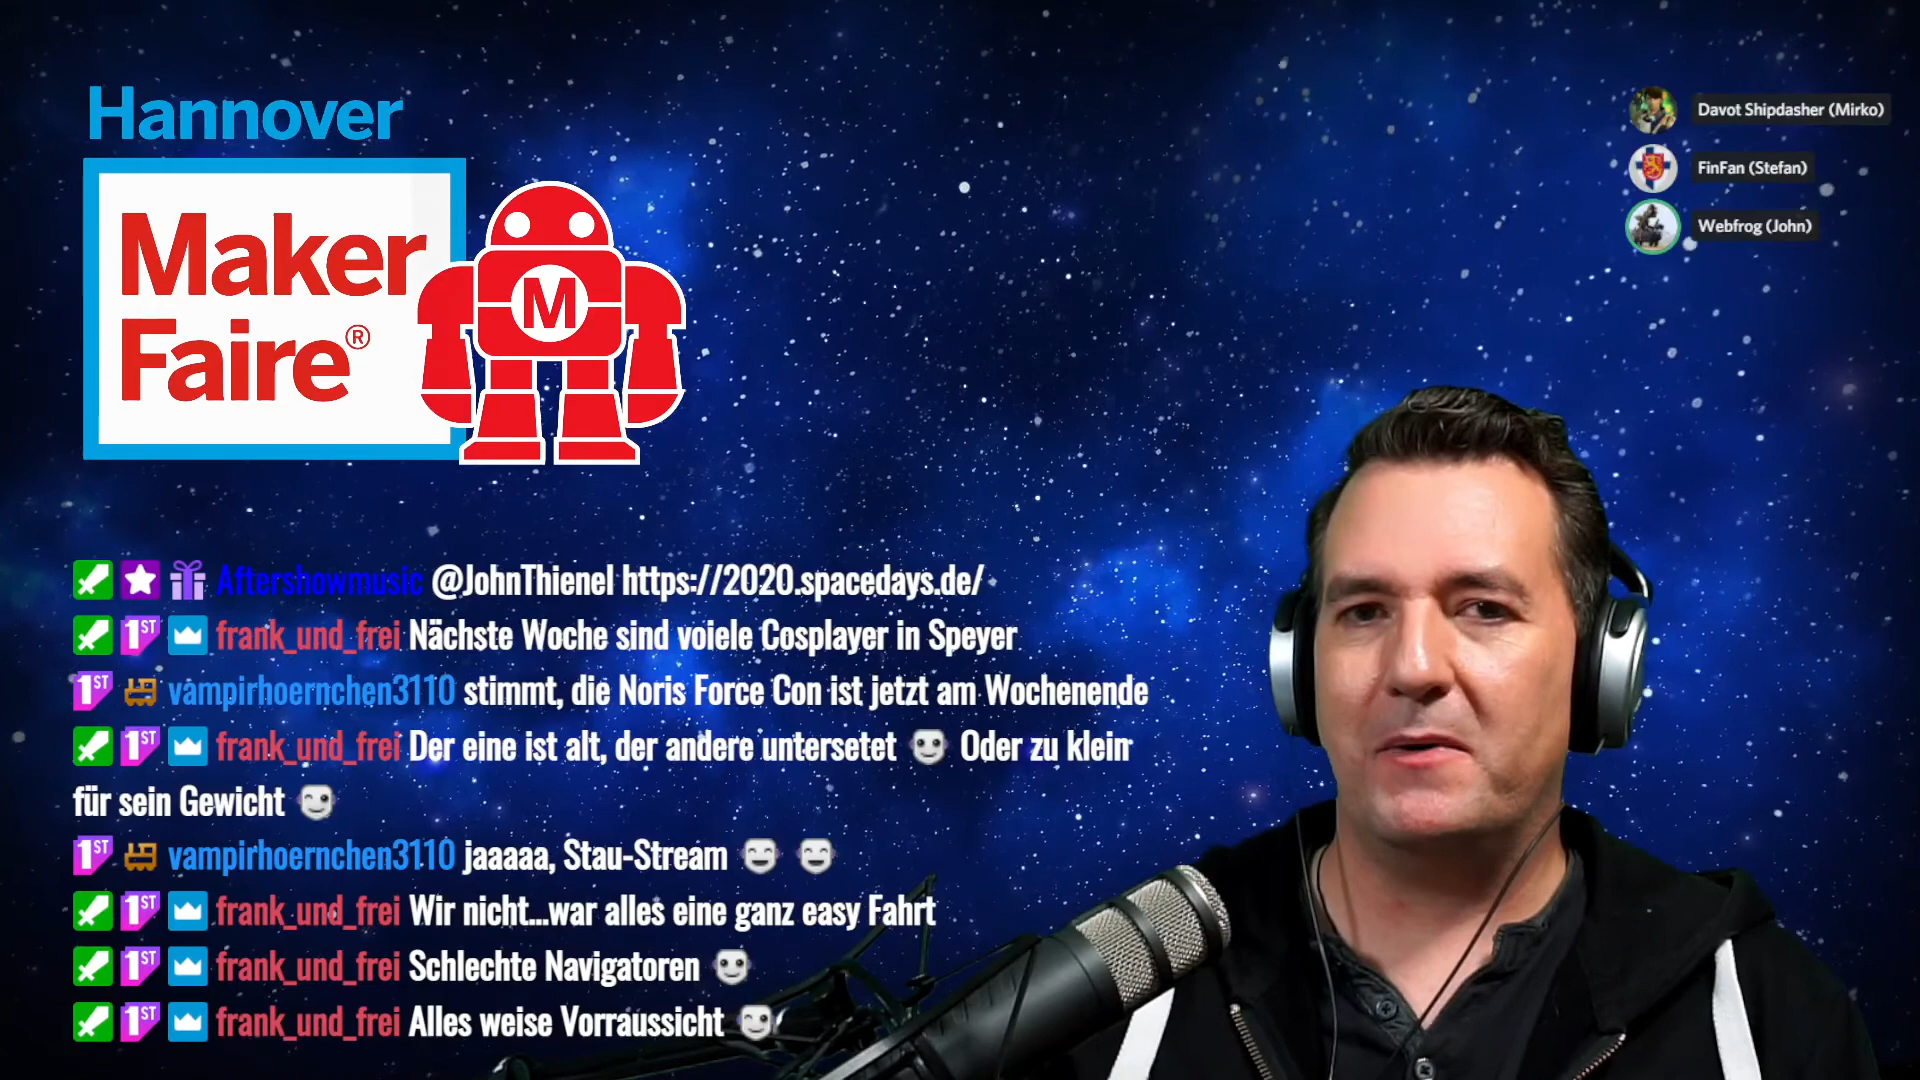 Hannover
Maker
Faire®
M
Davot Shipdasher (Mirko)
FinFan (Stefan)
Webfrog (John)
Aftershowmusic @JohnThienel https://2020.spacedays.de/
1ST frank_und_frei Nächste Woche sind voiele Cosplayer in Speyer
1ST vampirhoernchen3110 stimmt, die Noris Force Con ist jetzt am Wochenende
1ST frank_und_frei Der eine ist alt, der andere untersetet Oder zu klein
für sein Gewicht
1ST vampirhoernchen3110 jaaaaa, Stau-Stream
1ST frank_und_frei Wir nicht...war alles eine ganz easy Fahrt
1ST frank_und_frei Schlechte Navigatoren
1ST frank_und_frei Alles weise Vorraussicht